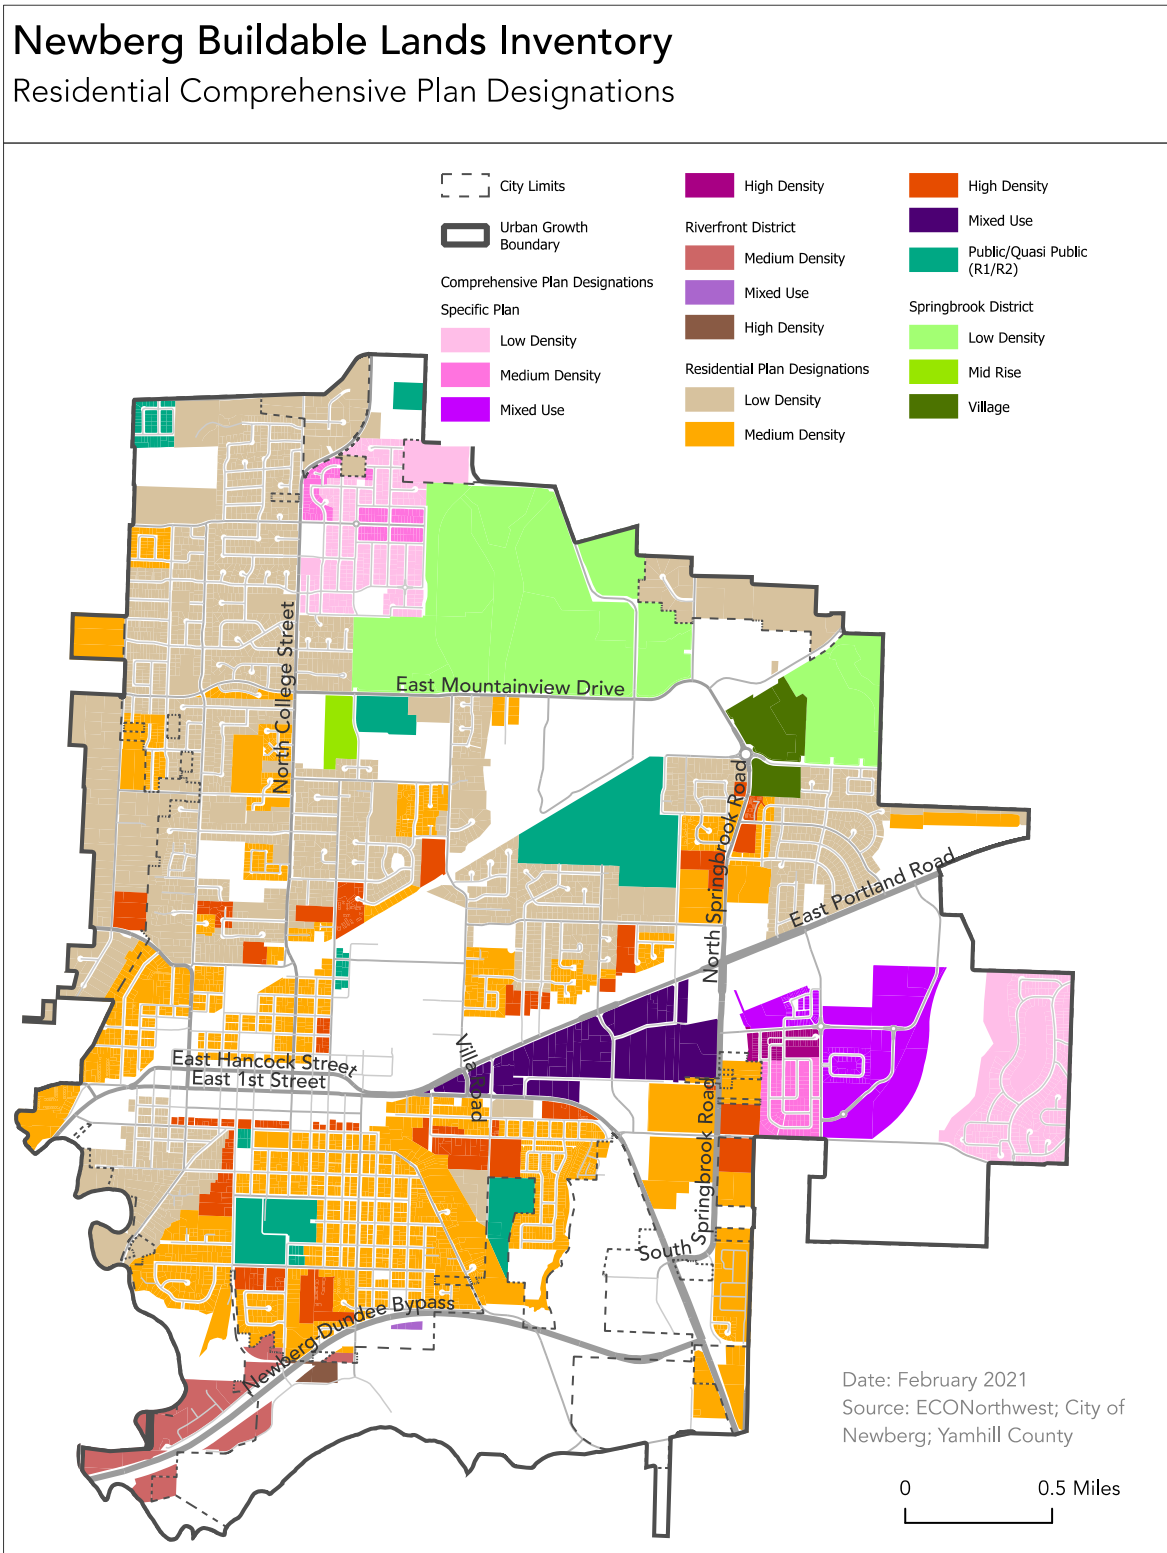 Newberg Buildable Lands Inventory
Residential Comprehensive Plan Designations
City Limits
Urban Growth
Boundary
Comprehensive Plan Designations
Specific Plan
Low Density
Medium Density
Mixed Use
High Density
Riverfront District
Medium Density
Mixed Use
High Density
Residential Plan Designations
Low Density
Medium Density
High Density
Mixed Use
Public/Quasi Public
(R1/R2)
Springbrook District
Low Density
Mid Rise
Village
North College Street
East Mountainview Drive
North Springbrook Road
East Portland Road
Villa Road
East Hancock Street
East 1st Street
South Springbrook Road
Newberg-Dundee Bypass
Date: February 2021
Source: ECONorthwest; City of
Newberg; Yamhill County
0 0.5 Miles